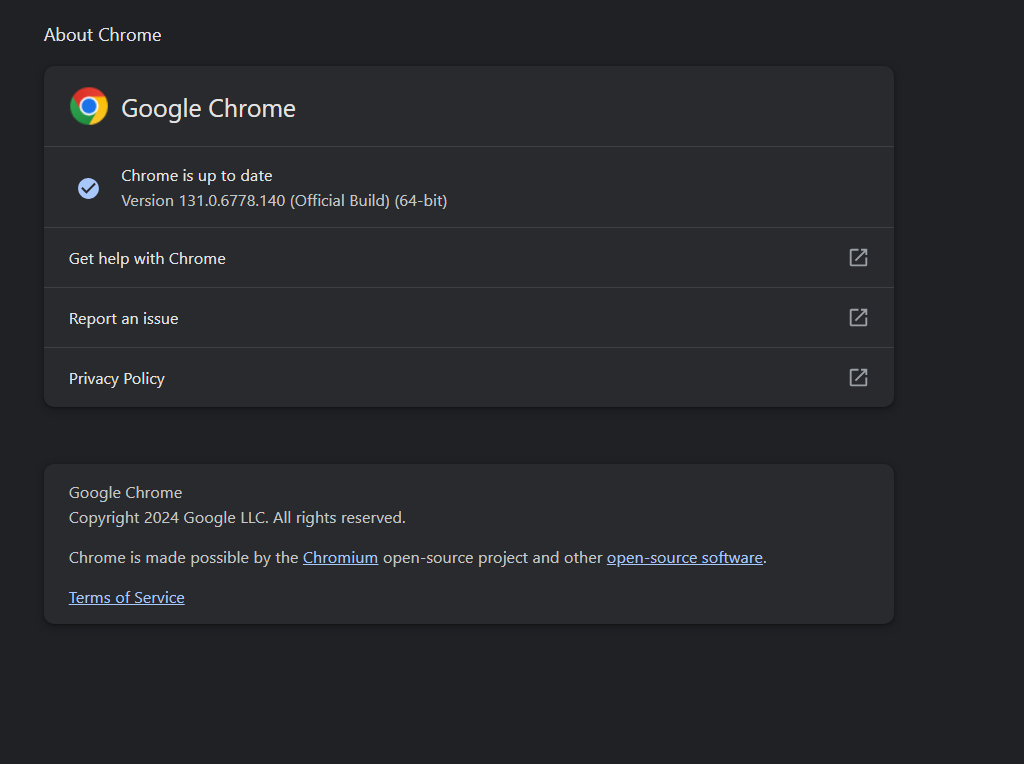 About Chrome
Google Chrome
Chrome is up to date
Version 131.0.6778.140 (Official Build) (64-bit)
Get help with Chrome
Report an issue
Privacy Policy
Google Chrome
Copyright 2024 Google LLC. All rights reserved.
Chrome is made possible by the Chromium open-source project and other open-source software.
Terms of Service